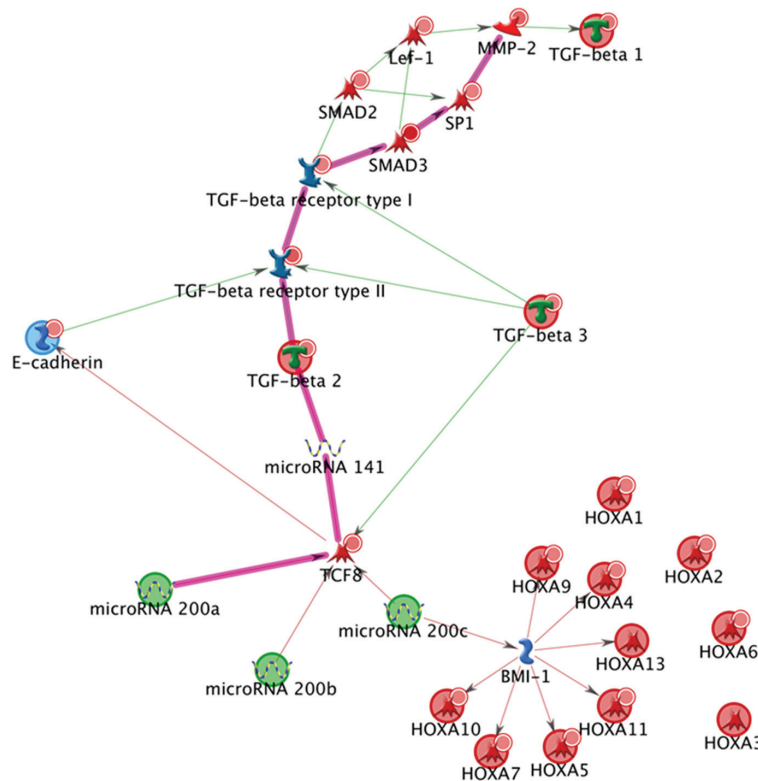 Lef-1
MMP-2
TGF-beta 1
SMAD2
SP1
SMAD3
TGF-beta receptor type I
TGF-beta receptor type II
TGF-beta 3
E-cadherin
TGF-beta 2
microRNA 141
HOXA1
TCF8
HOXA2
HOXA9
HOXA4
microRNA 200a
microRNA 200c
HOXA6
HOXA13
BMI-1
microRNA 200b
HOXA10
HOXA11
HOXA3
HOXA7
HOXA5